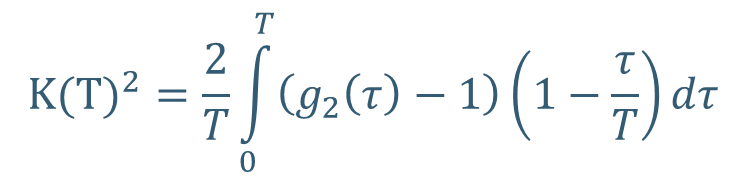 K(T)² = 2/T ∫₀ᵀ (g₂(τ) − 1) (1 − τ/T) dτ